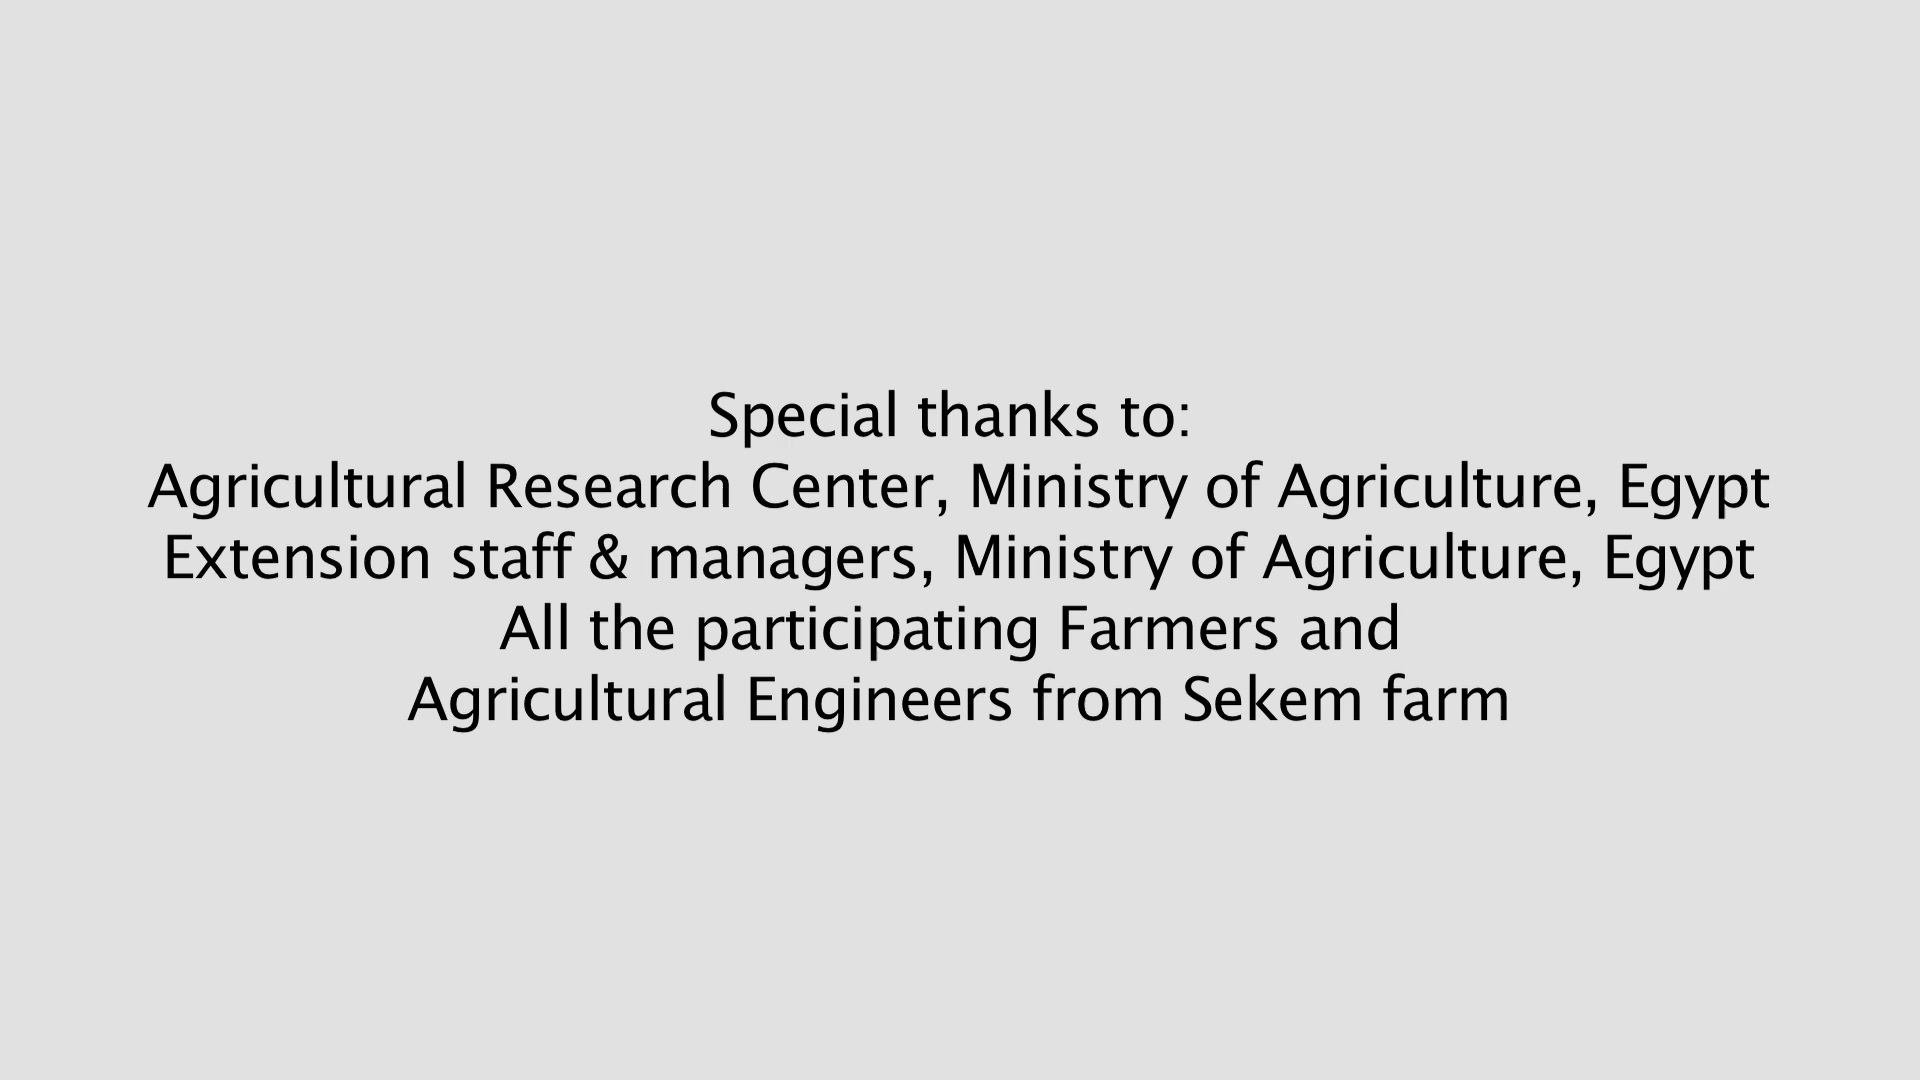 Special thanks to:
Agricultural Research Center, Ministry of Agriculture, Egypt
Extension staff & managers, Ministry of Agriculture, Egypt
All the participating Farmers and
Agricultural Engineers from Sekem farm